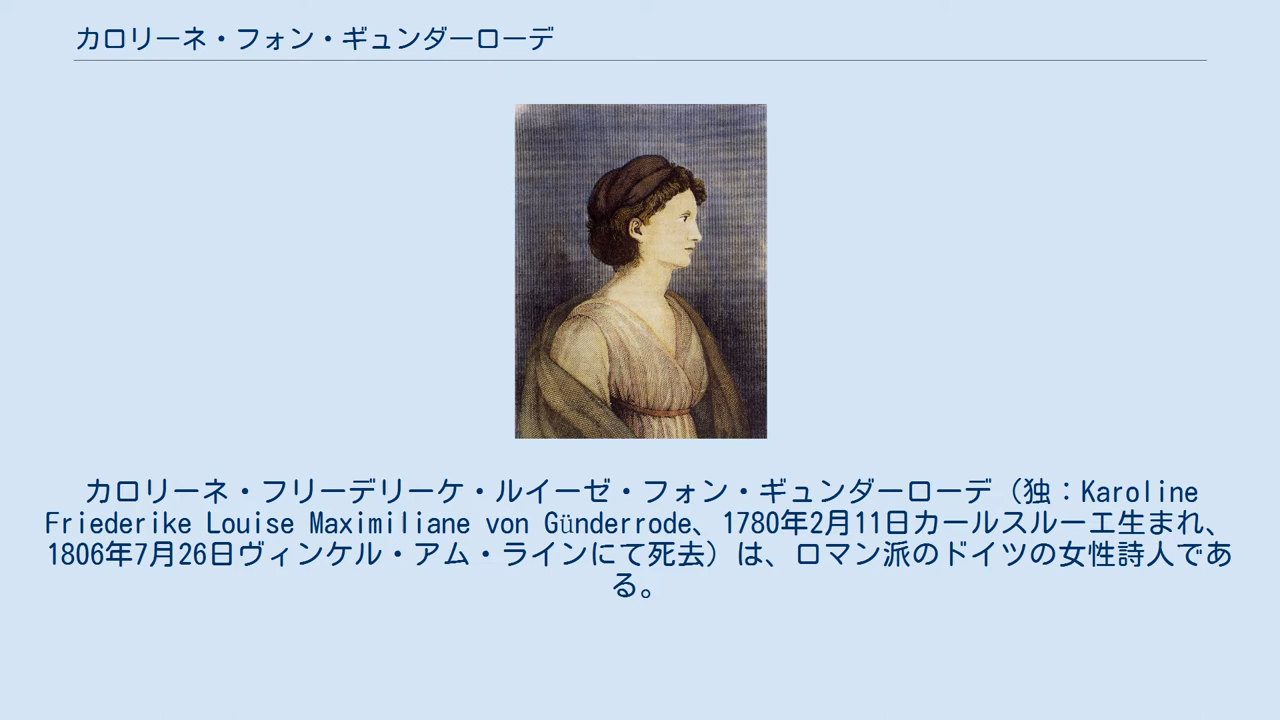 カロリーネ・フォン・ギュンダーローデ
カロリーネ・フリーデリーケ・ルイーゼ・フォン・ギュンダーローデ（独：Karoline
Friederike Louise Maximiliane von Günderrode、1780年2月11日カールスルーエ生まれ、
1806年7月26日ヴィンケル・アム・ラインにて死去）は、ロマン派のドイツの女性詩人であ
る。